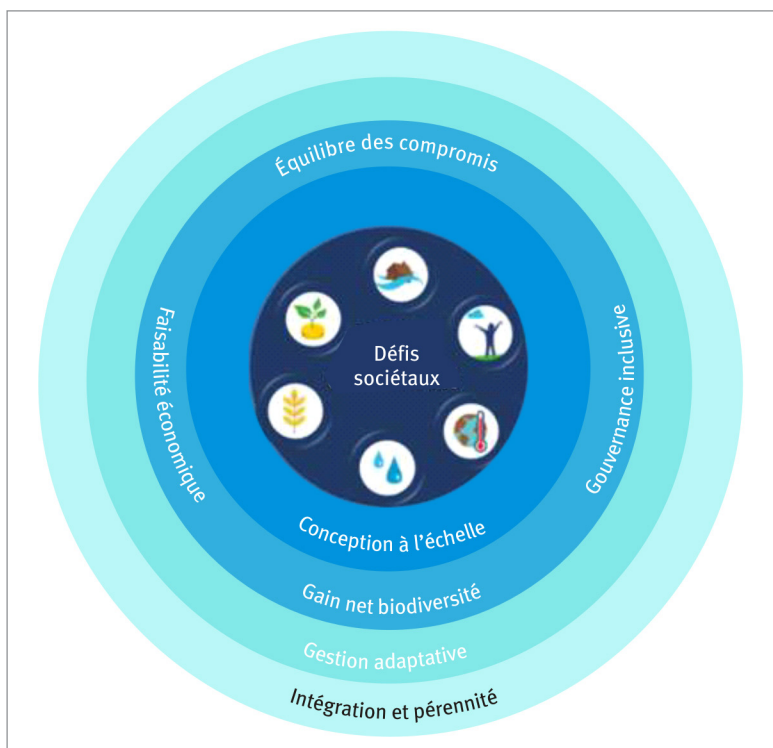 Équilibre des compromis
Faisabilité économique
Gouvernance inclusive
Défis
sociétaux
Conception à l’échelle
Gain net biodiversité
Gestion adaptative
Intégration et pérennité